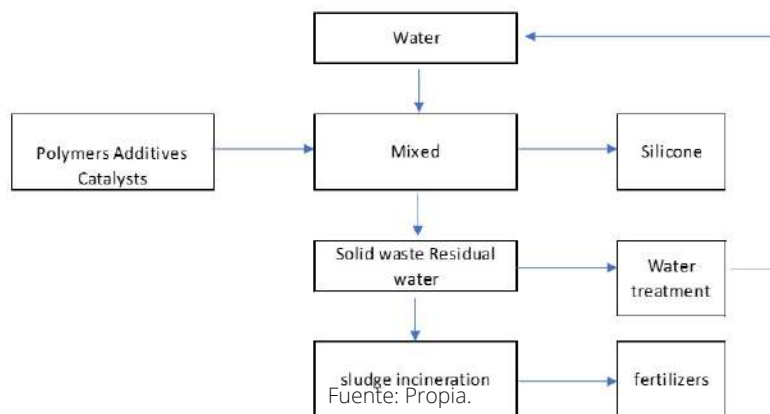 Water
Polymers Additives
Catalysts
Mixed
Silicone
Solid waste Residual
water
Water
treatment
sludge incineration
fertilizers
Fuente: Propia.